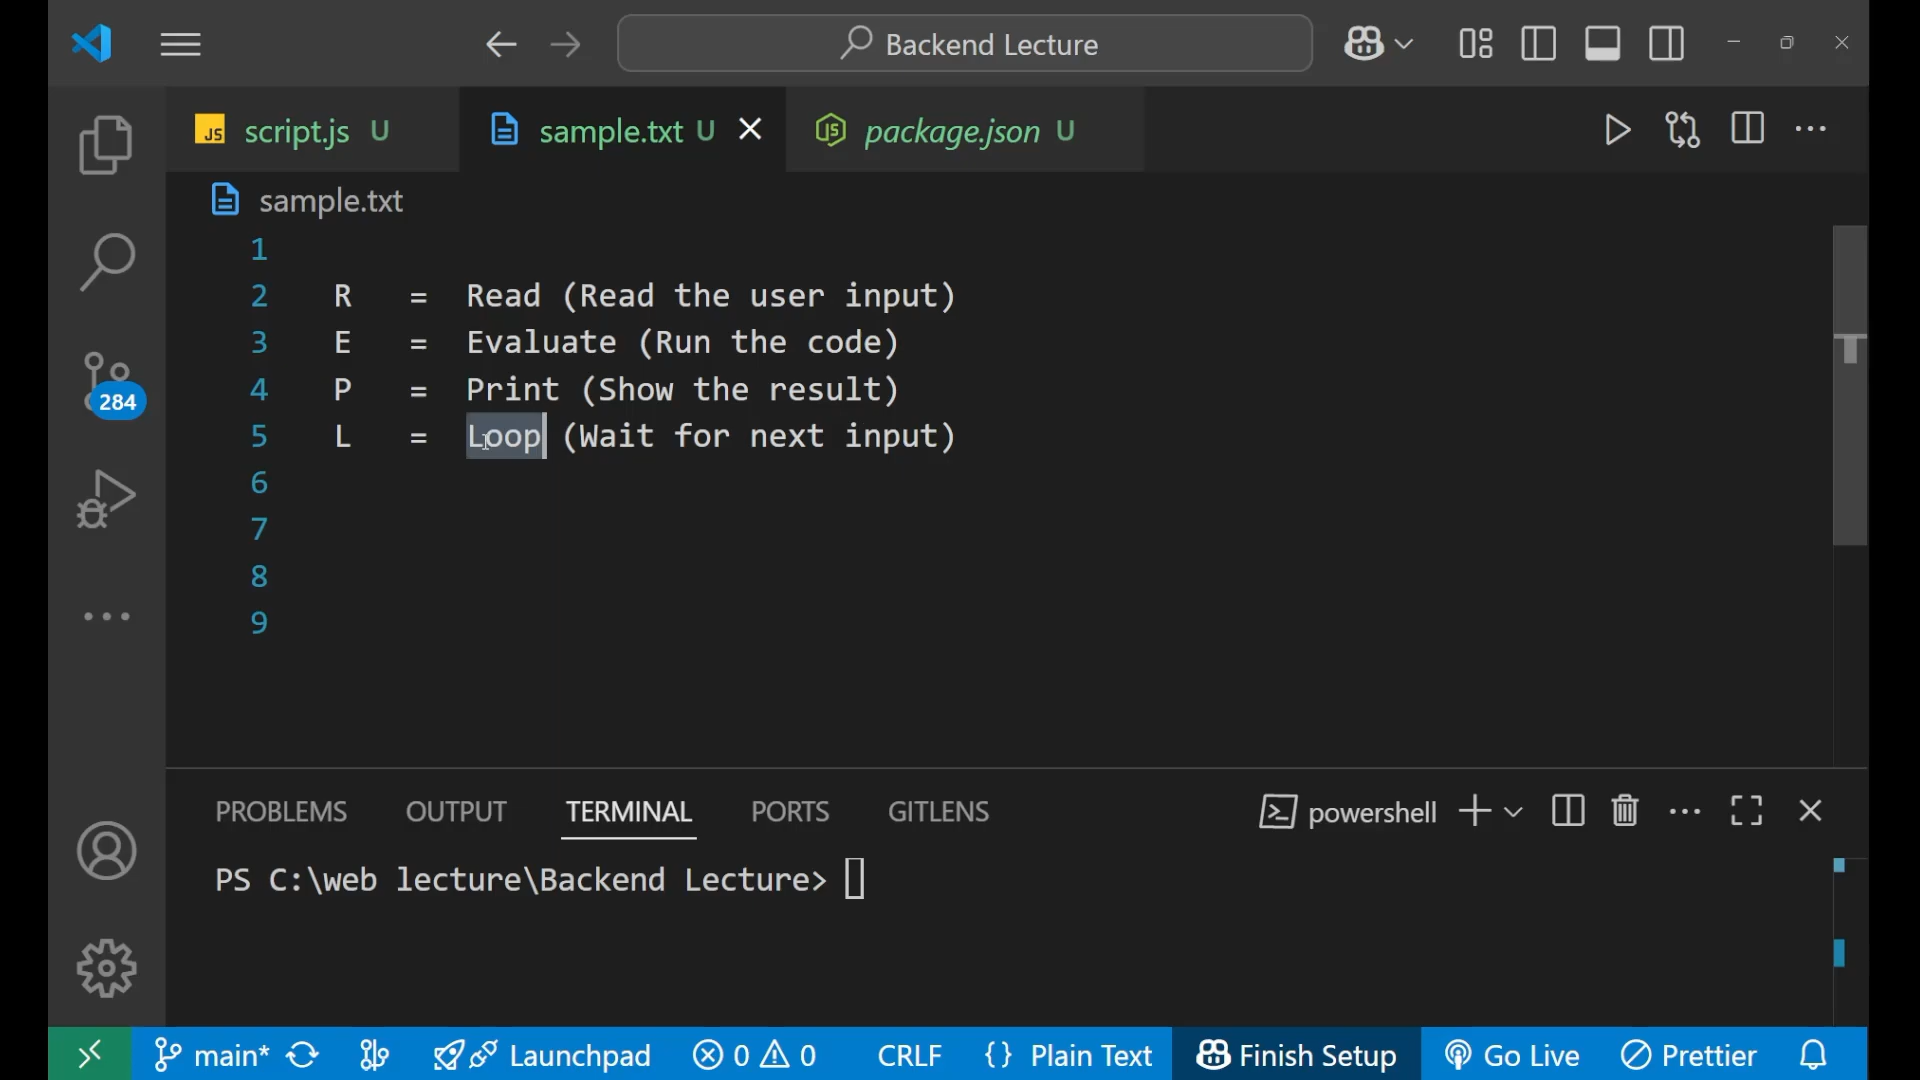 Backend Lecture
JS script.js U
sample.txt U
JS package.json U
sample.txt
1
2 R = Read (Read the user input)
3 E = Evaluate (Run the code)
4 P = Print (Show the result)
5 L = Loop (Wait for next input)
6
7
8
9
284
PROBLEMS OUTPUT TERMINAL PORTS GITLENS powershell
PS C:\web lecture\Backend Lecture>
main* Launchpad 0 0 CRLF {} Plain Text Finish Setup Go Live Prettier